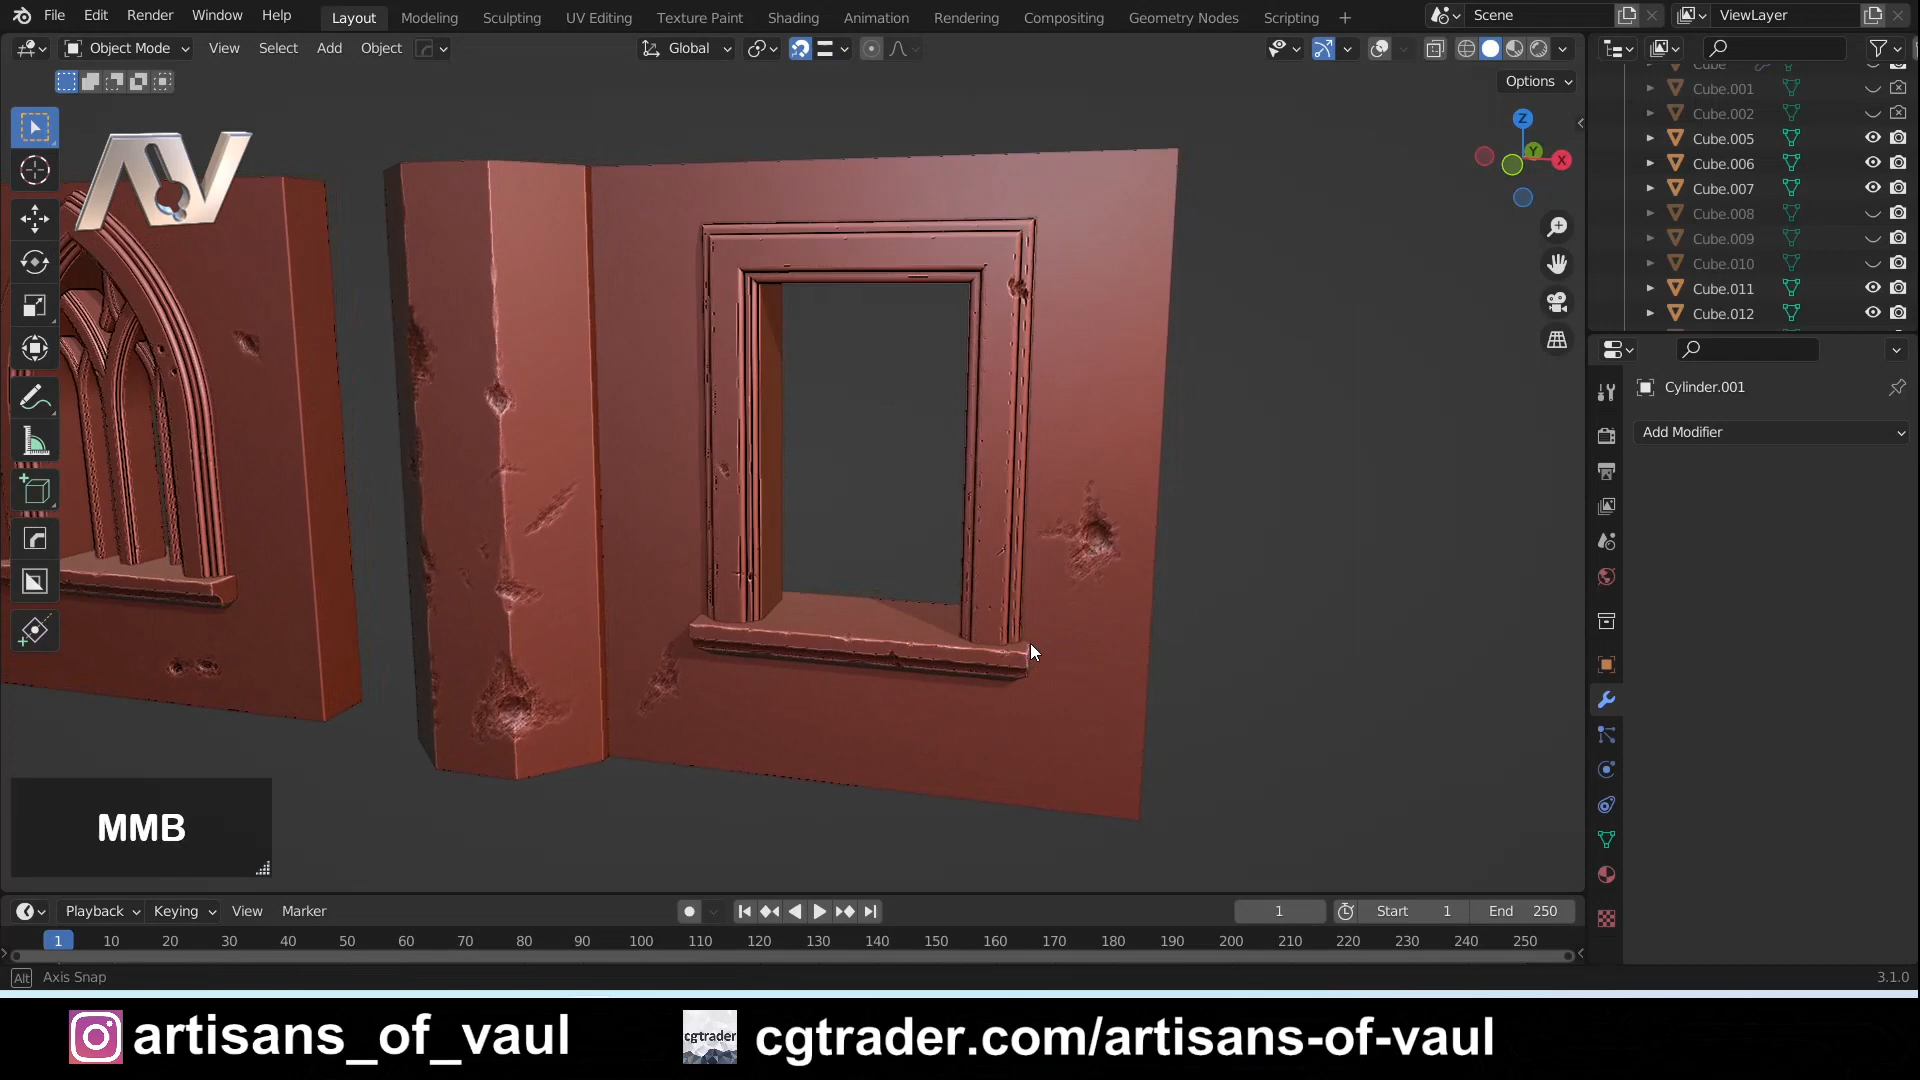 File Edit Render Window Help
Layout Modeling Sculpting UV Editing Texture Paint Shading Animation Rendering Compositing Geometry Nodes Scripting +
Scene
ViewLayer
Object Mode View Select Add Object
Global
Options
Z
Y
X
Cube
Cube.001
Cube.002
Cube.005
Cube.006
Cube.007
Cube.008
Cube.009
Cube.010
Cube.011
Cube.012
Cylinder.001
Add Modifier
MMB
Playback Keying View Marker
1
Start 1
End 250
1 10 20 30 40 50 60 70 80 90 100 110 120 130 140 150 160 170 180 190 200 210 220 230 240 250
Alt Axis Snap
3.1.0
artisans_of_vaul
cgtrader
cgtrader.com/artisans-of-vaul